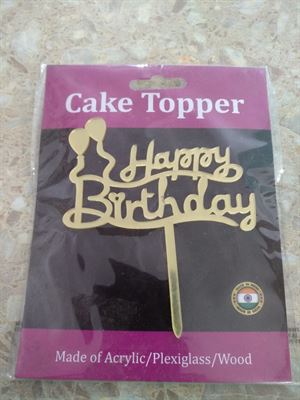 Cake Topper
Happy
Birthday
Made of Acrylic/Plexiglass/Wood